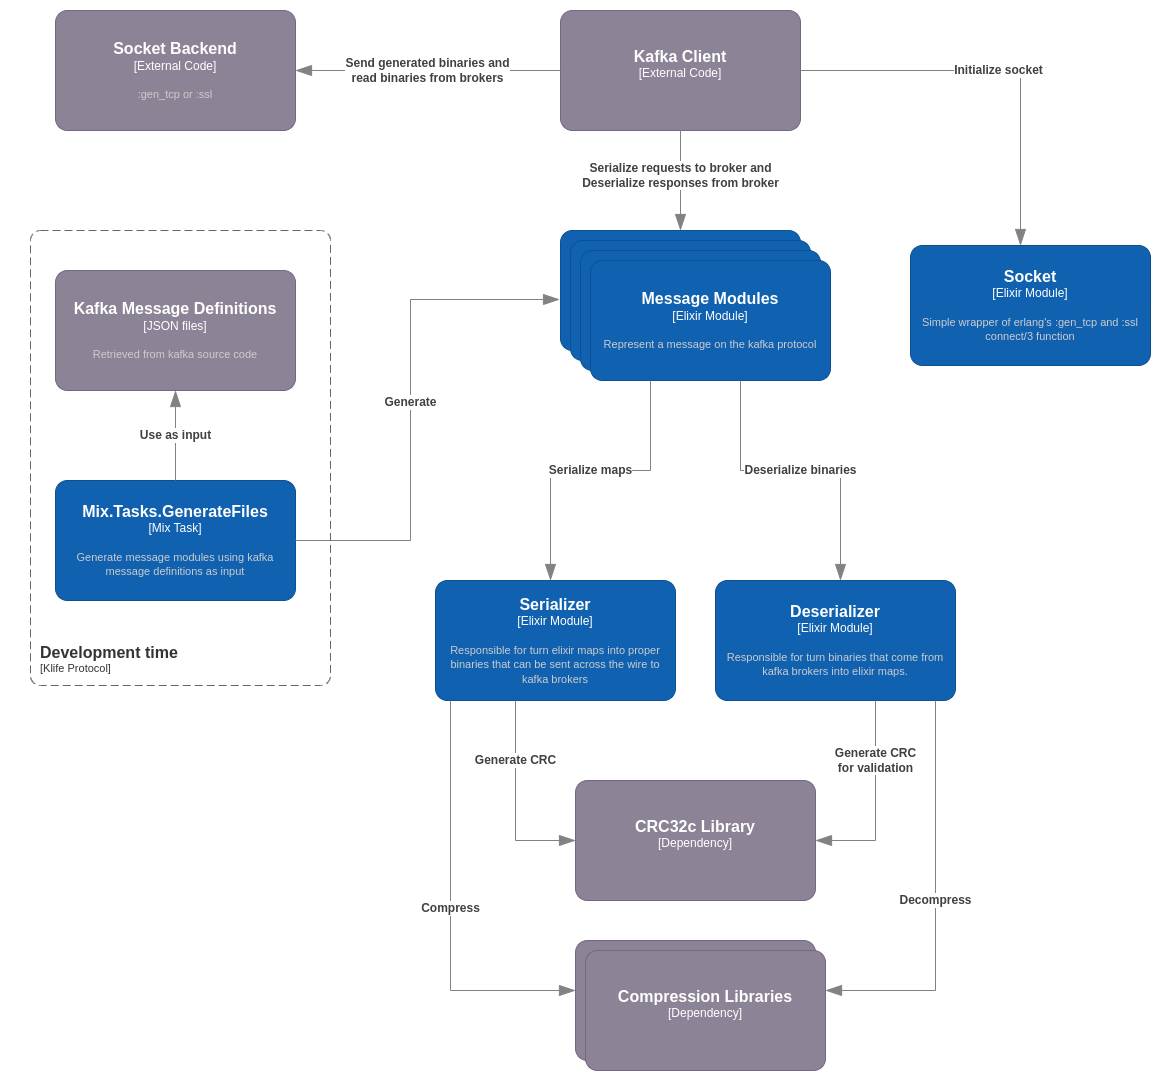 Socket Backend
[External Code]
:gen_tcp or :ssl
Send generated binaries and
read binaries from brokers
Kafka Client
[External Code]
Initialize socket
Serialize requests to broker and
Deserialize responses from broker
Kafka Message Definitions
[JSON files]
Retrieved from kafka source code
Use as input
Mix.Tasks.GenerateFiles
[Mix Task]
Generate message modules using kafka
message definitions as input
Development time
[Klife Protocol]
Generate
Message Modules
[Elixir Module]
Represent a message on the kafka protocol
Socket
[Elixir Module]
Simple wrapper of erlang's :gen_tcp and :ssl
connect/3 function
Serialize maps
Deserialize binaries
Serializer
[Elixir Module]
Responsible for turn elixir maps into proper
binaries that can be sent across the wire to
kafka brokers
Deserializer
[Elixir Module]
Responsible for turn binaries that come from
kafka brokers into elixir maps.
Generate CRC
Generate CRC
for validation
CRC32c Library
[Dependency]
Compress
Decompress
Compression Libraries
[Dependency]